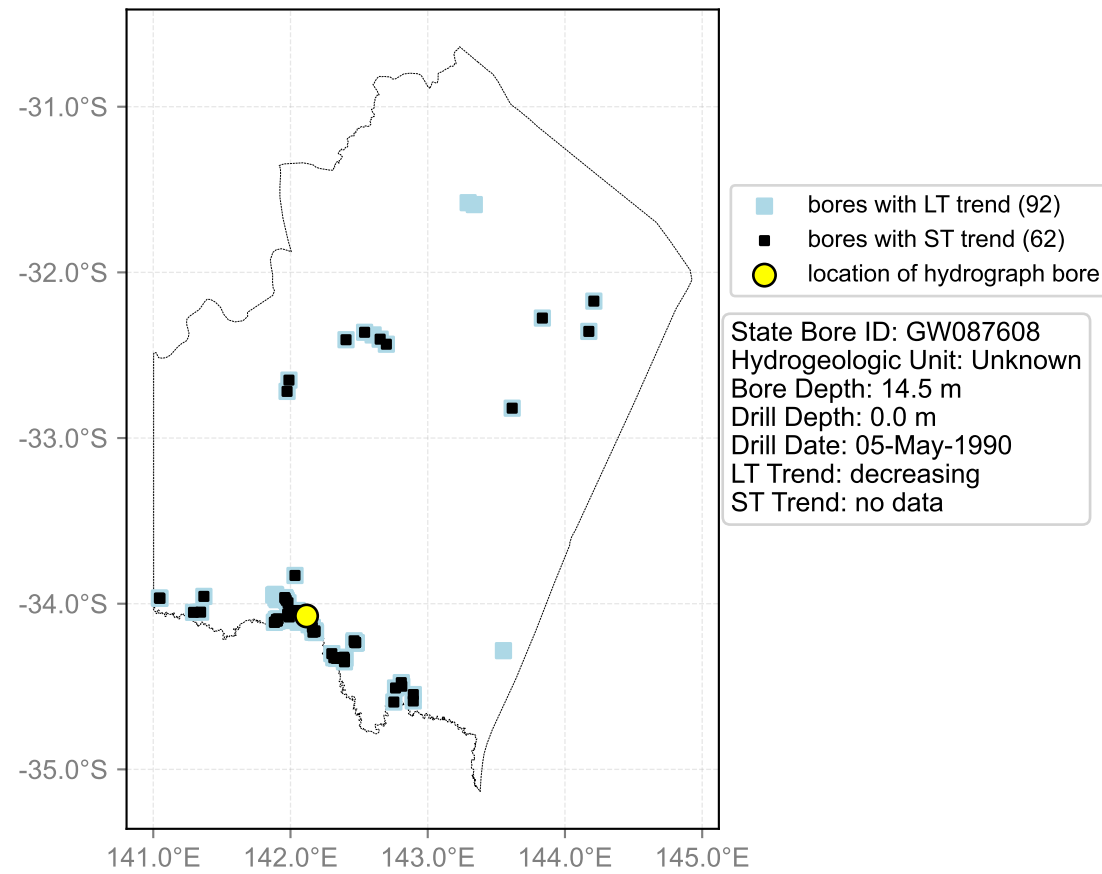 -31.0°S
-32.0°S
-33.0°S
-34.0°S
-35.0°S
141.0°E 142.0°E 143.0°E 144.0°E 145.0°E
bores with LT trend (92)
bores with ST trend (62)
location of hydrograph bore
State Bore ID: GW087608
Hydrogeologic Unit: Unknown
Bore Depth: 14.5 m
Drill Depth: 0.0 m
Drill Date: 05-May-1990
LT Trend: decreasing
ST Trend: no data